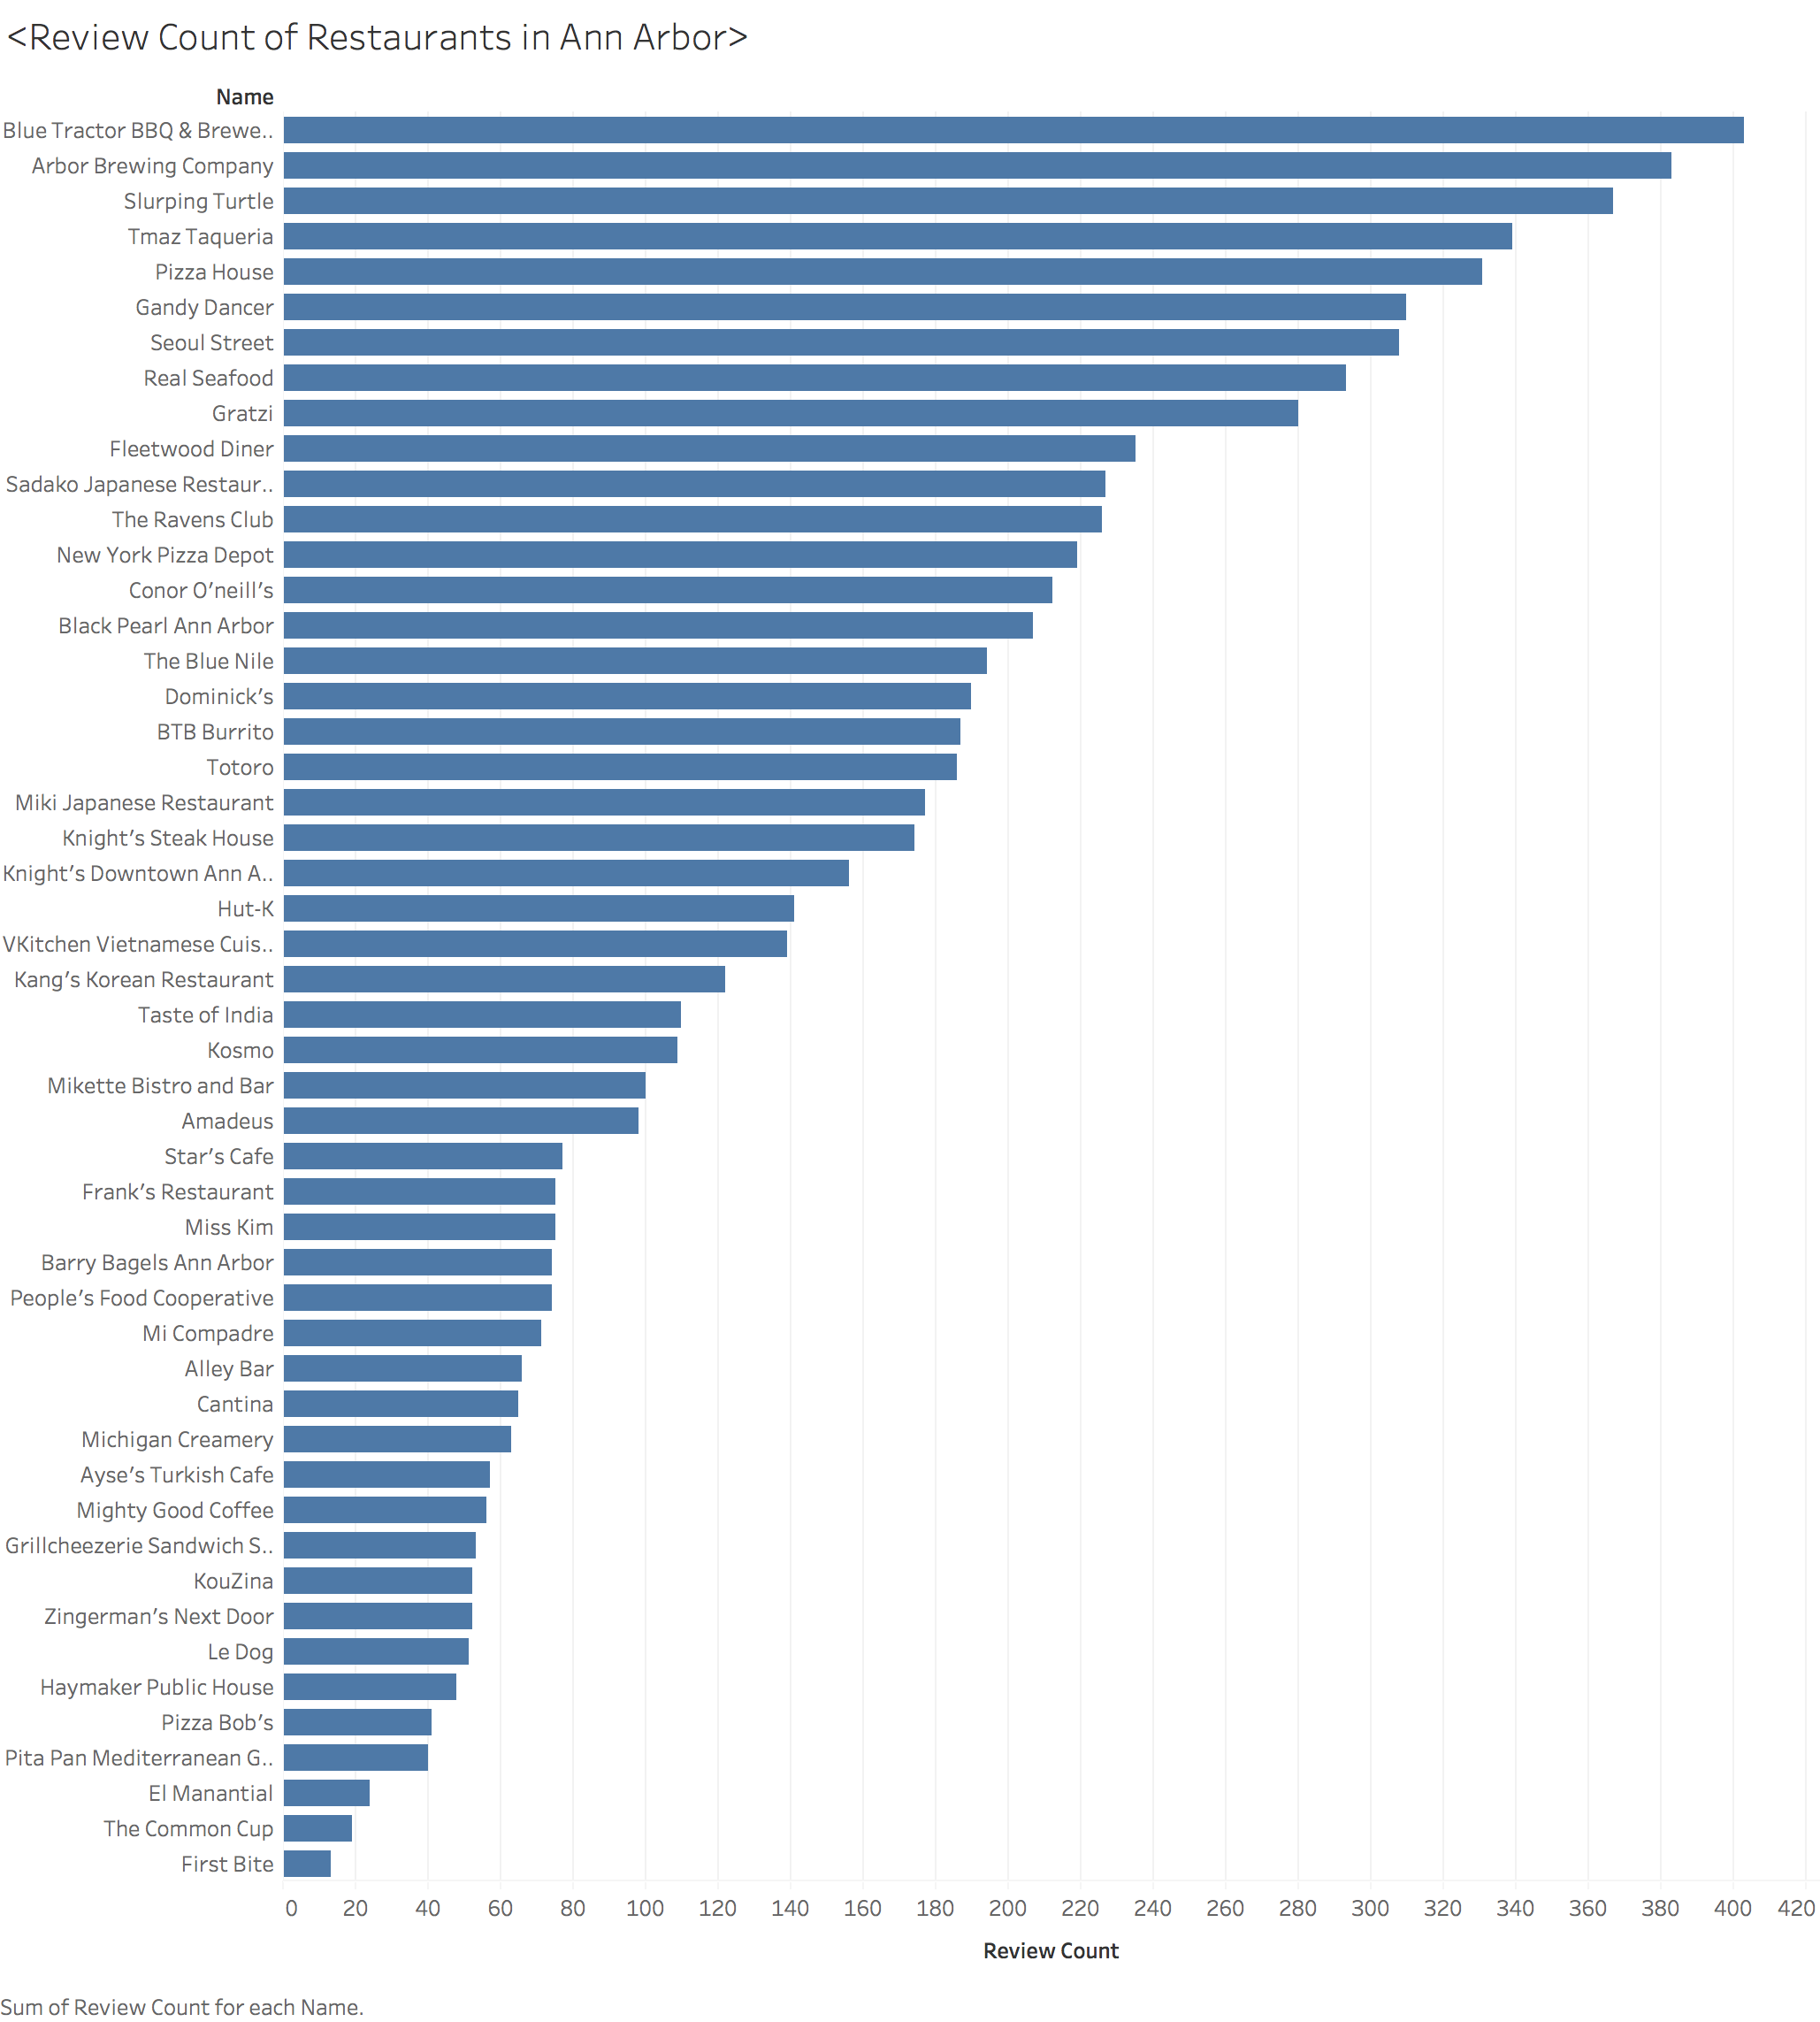 <Review Count of Restaurants in Ann Arbor>
Name
Blue Tractor BBQ & Brewe..
Arbor Brewing Company
Slurping Turtle
Tmaz Taqueria
Pizza House
Gandy Dancer
Seoul Street
Real Seafood
Gratzi
Fleetwood Diner
Sadako Japanese Restaur..
The Ravens Club
New York Pizza Depot
Conor O’neill’s
Black Pearl Ann Arbor
The Blue Nile
Dominick’s
BTB Burrito
Totoro
Miki Japanese Restaurant
Knight’s Steak House
Knight’s Downtown Ann A..
Hut-K
VKitchen Vietnamese Cuis..
Kang’s Korean Restaurant
Taste of India
Kosmo
Mikette Bistro and Bar
Amadeus
Star’s Cafe
Frank’s Restaurant
Miss Kim
Barry Bagels Ann Arbor
People’s Food Cooperative
Mi Compadre
Alley Bar
Cantina
Michigan Creamery
Ayse’s Turkish Cafe
Mighty Good Coffee
Grillcheezerie Sandwich S..
KouZina
Zingerman’s Next Door
Le Dog
Haymaker Public House
Pizza Bob’s
Pita Pan Mediterranean G..
El Manantial
The Common Cup
First Bite
0 20 40 60 80 100 120 140 160 180 200 220 240 260 280 300 320 340 360 380 400 420
Review Count
Sum of Review Count for each Name.